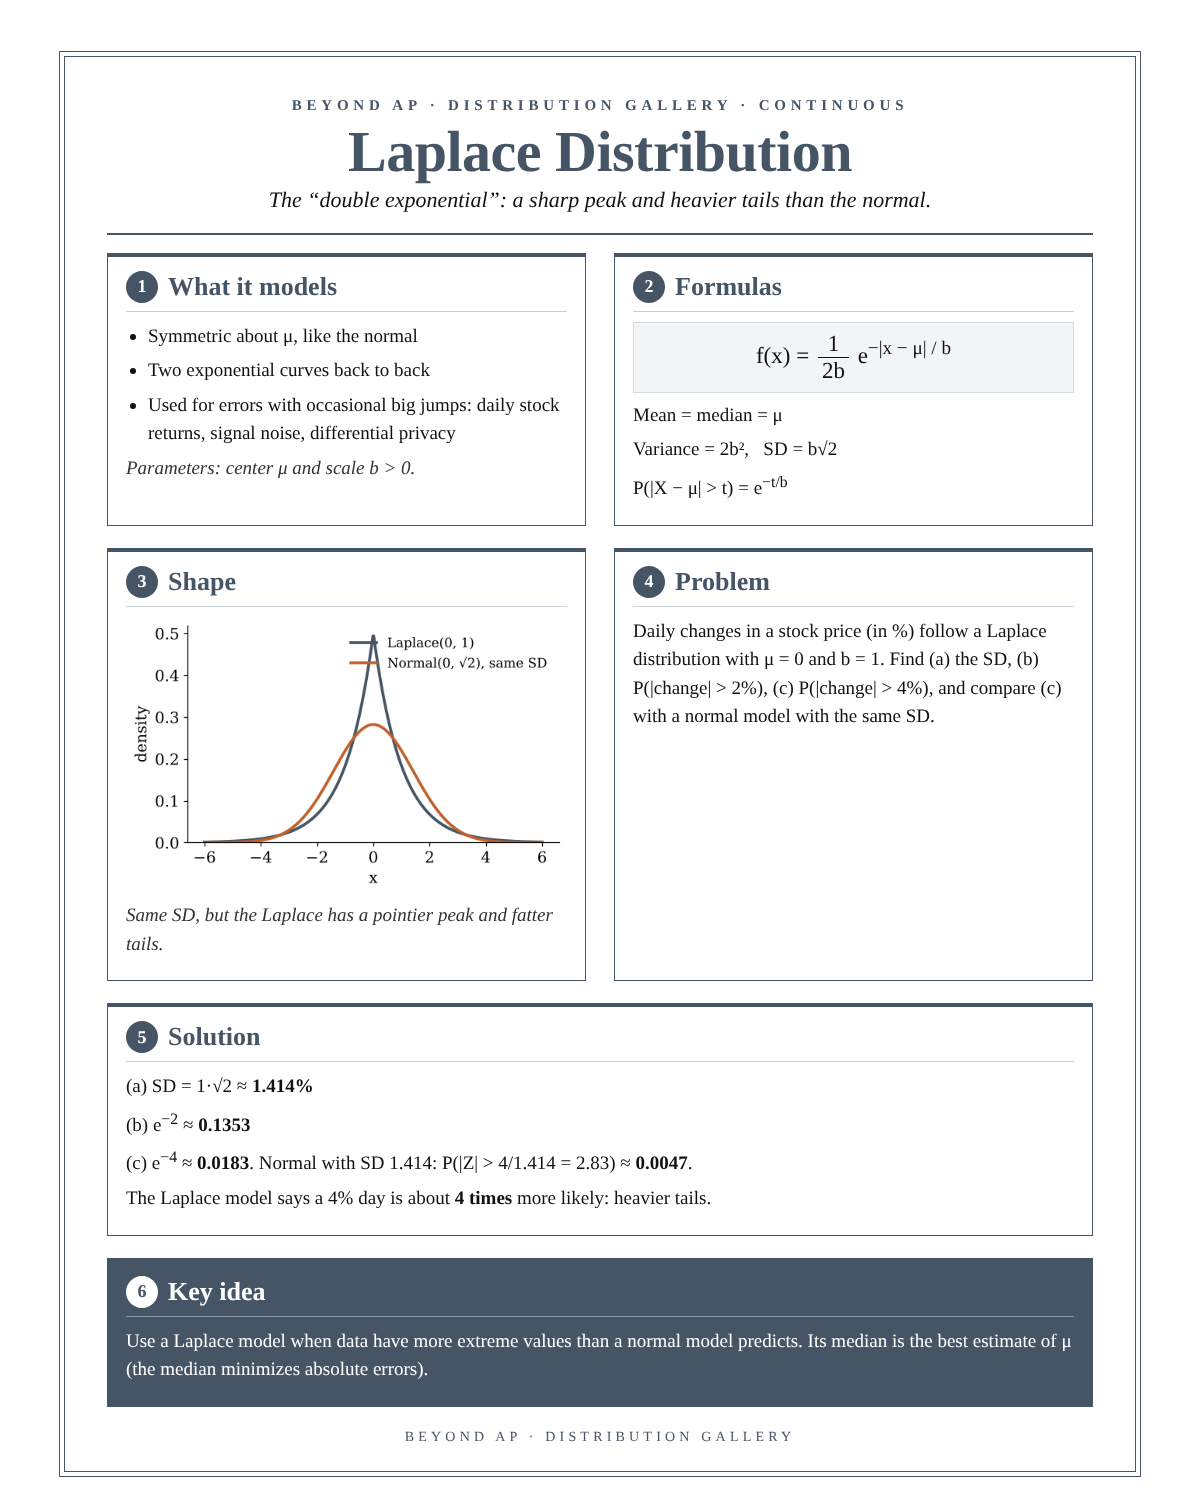 BEYOND AP · DISTRIBUTION GALLERY · CONTINUOUS
Laplace Distribution
The “double exponential”: a sharp peak and heavier tails than the normal.
1 What it models
• Symmetric about μ, like the normal
• Two exponential curves back to back
• Used for errors with occasional big jumps: daily stock
returns, signal noise, differential privacy
Parameters: center μ and scale b > 0.
2 Formulas
f(x) = 1/2b e^−|x − μ| / b
Mean = median = μ
Variance = 2b², SD = b√2
P(|X − μ| > t) = e^−t/b
3 Shape
Laplace(0, 1)
Normal(0, √2), same SD
density
0.5
0.4
0.3
0.2
0.1
0.0
−6 −4 −2 0 2 4 6
x
Same SD, but the Laplace has a pointier peak and fatter
tails.
4 Problem
Daily changes in a stock price (in %) follow a Laplace
distribution with μ = 0 and b = 1. Find (a) the SD, (b)
P(|change| > 2%), (c) P(|change| > 4%), and compare (c)
with a normal model with the same SD.
5 Solution
(a) SD = 1·√2 ≈ 1.414%
(b) e^−2 ≈ 0.1353
(c) e^−4 ≈ 0.0183. Normal with SD 1.414: P(|Z| > 4/1.414 = 2.83) ≈ 0.0047.
The Laplace model says a 4% day is about 4 times more likely: heavier tails.
6 Key idea
Use a Laplace model when data have more extreme values than a normal model predicts. Its median is the best estimate of μ
(the median minimizes absolute errors).
BEYOND AP · DISTRIBUTION GALLERY